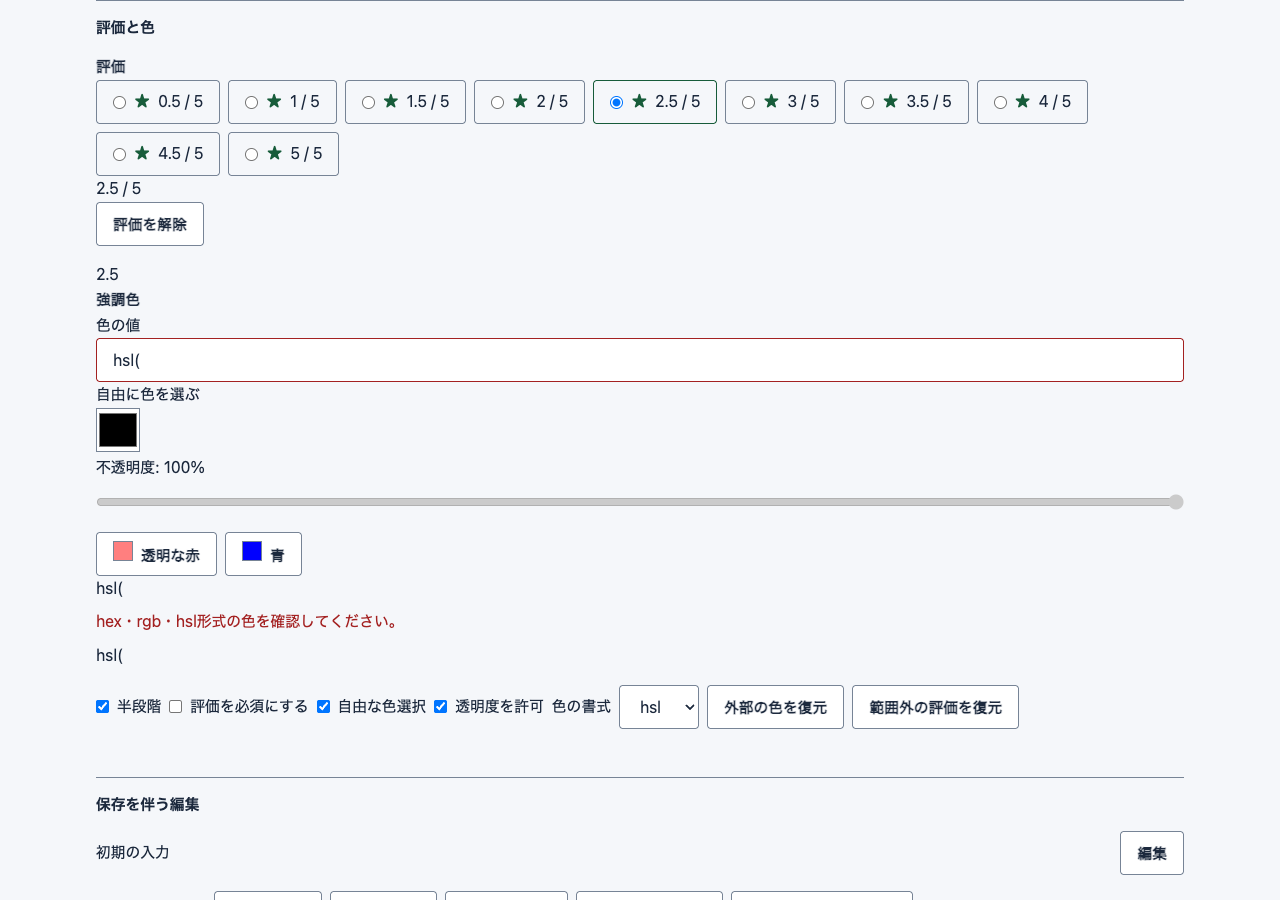 評価と色
評価
★ 0.5 / 5 ★ 1 / 5 ★ 1.5 / 5 ★ 2 / 5 ★ 2.5 / 5 ★ 3 / 5 ★ 3.5 / 5 ★ 4 / 5
★ 4.5 / 5 ★ 5 / 5
2.5 / 5
評価を解除
2.5
強調色
色の値
hsl(
自由に色を選ぶ
不透明度: 100%
透明な赤 青
hsl(
hex・rgb・hsl形式の色を確認してください。
hsl(
半段階 評価を必須にする 自由な色選択 透明度を許可 色の書式 hsl 外部の色を復元 範囲外の評価を復元
保存を伴う編集
初期の入力 編集